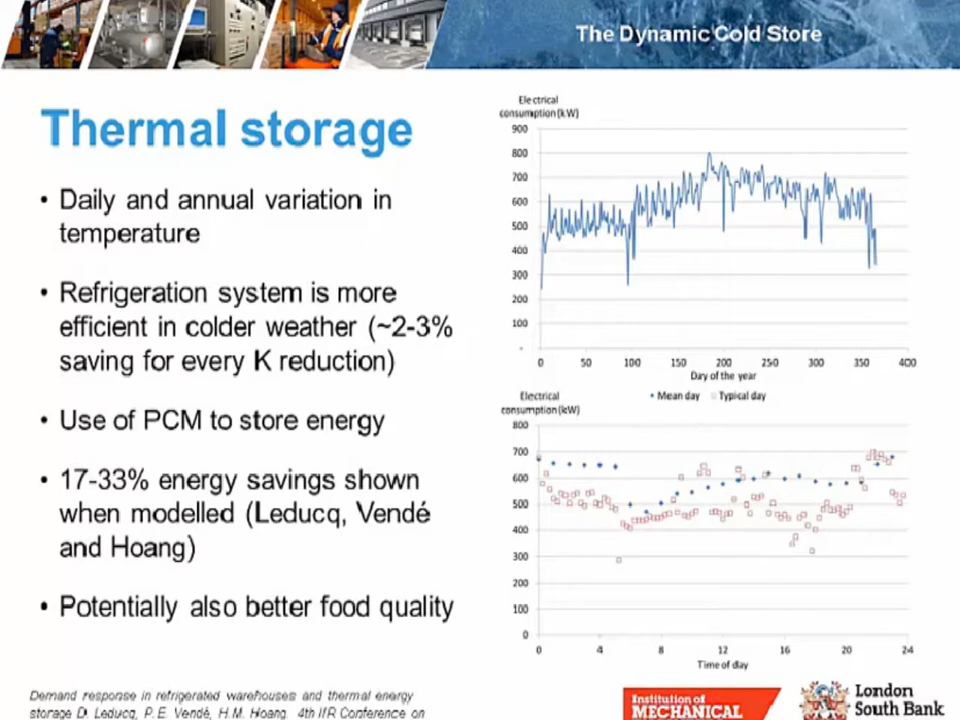 The Dynamic Cold Store
Thermal storage
• Daily and annual variation in
temperature
• Refrigeration system is more
efficient in colder weather (~2-3%
saving for every K reduction)
• Use of PCM to store energy
• 17-33% energy savings shown
when modelled (Leducq, Vendé
and Hoang)
• Potentially also better food quality
Demand response in refrigerated warehouses and thermal energy
storage D. Leducq, P.E. Vendé, H.M. Hoang. 4th IIR Conference on
Electrical
consumption (kW)
900
800
700
600
500
400
300
200
100
-
0 50 100 150 200 250 300 350 400
Day of the year
Electrical
consumption (kW)
Mean day Typical day
800
700
600
500
400
300
200
100
0
0 4 8 12 16 20 24
Time of day
Institution of
MECHANICAL
London
South Bank